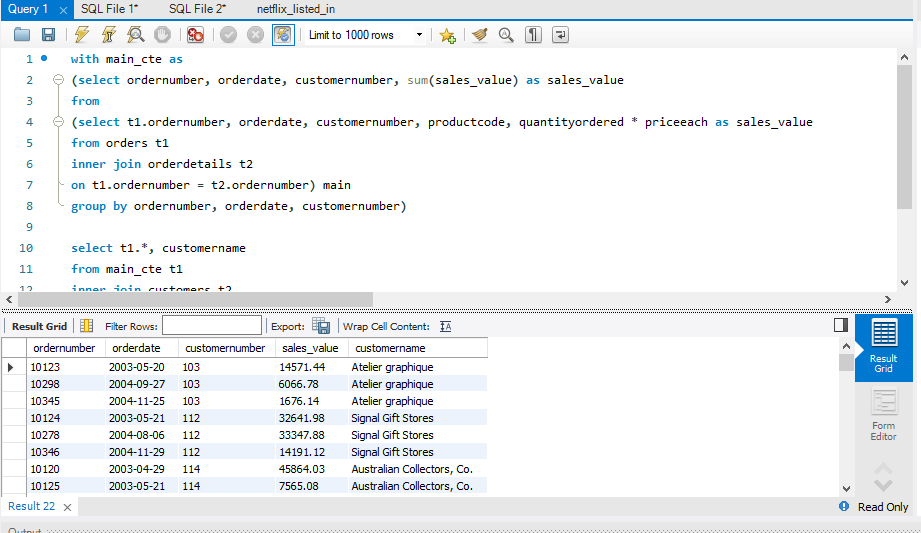 Query 1 SQL File 1* SQL File 2* netflix_listed_in
Limit to 1000 rows
1 with main_cte as
2 (select ordernumber, orderdate, customernumber, sum(sales_value) as sales_value
3 from
4 (select t1.ordernumber, orderdate, customernumber, productcode, quantityordered * priceeach as sales_value
5 from orders t1
6 inner join orderdetails t2
7 on t1.ordernumber = t2.ordernumber) main
8 group by ordernumber, orderdate, customernumber)
9
10 select t1.*, customername
11 from main_cte t1
12 inner join customers t2
Result Grid Filter Rows: Export: Wrap Cell Content: IA
ordernumber orderdate customernumber sales_value customername
10123 2003-05-20 103 14571.44 Atelier graphique
10298 2004-09-27 103 6066.78 Atelier graphique
10345 2004-11-25 103 1676.14 Atelier graphique
10124 2003-05-21 112 32641.98 Signal Gift Stores
10278 2004-08-06 112 33347.88 Signal Gift Stores
10346 2004-11-29 112 14191.12 Signal Gift Stores
10120 2003-04-29 114 45864.03 Australian Collectors, Co.
10125 2003-05-21 114 7565.08 Australian Collectors, Co.
Result
Grid
Form
Editor
Result 22 Read Only
Output